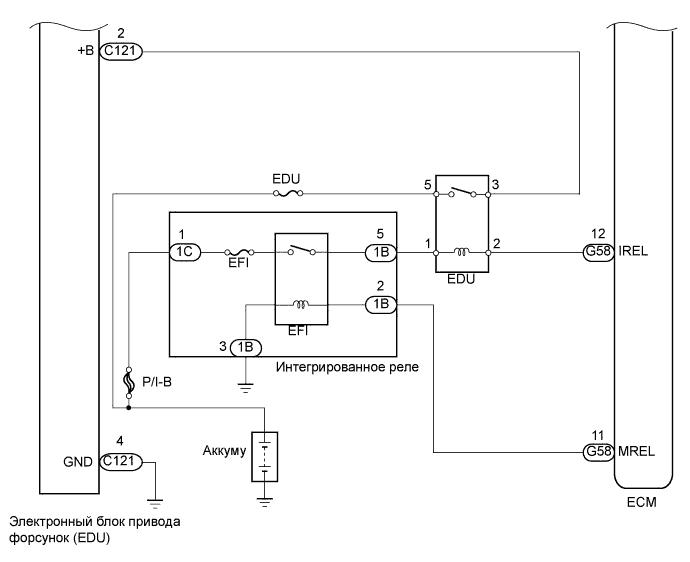 2
+B C121
EDU
5 3
1 5 1 2 12
1C EFI 1B G58 IREL
EDU
2
1B
EFI
3 1B
Интегрированное реле
P/I-B
4 11
Аккуму G58 MREL
GND C121
ECM
Электронный блок привода
форсунок (EDU)